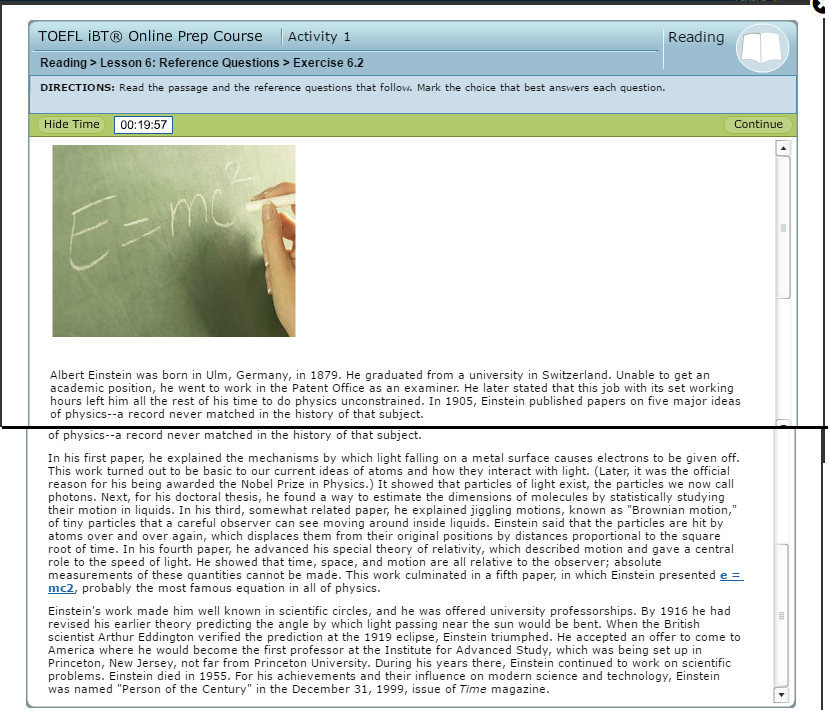 TOEFL iBT® Online Prep Course Activity 1 Reading
Reading > Lesson 6: Reference Questions > Exercise 6.2
DIRECTIONS: Read the passage and the reference questions that follow. Mark the choice that best answers each question.
Hide Time 00:19:57 Continue
E=mc²
Albert Einstein was born in Ulm, Germany, in 1879. He graduated from a university in Switzerland. Unable to get an
academic position, he went to work in the Patent Office as an examiner. He later stated that this job with its set working
hours left him all the rest of his time to do physics unconstrained. In 1905, Einstein published papers on five major ideas
of physics--a record never matched in the history of that subject.
of physics--a record never matched in the history of that subject.
In his first paper, he explained the mechanisms by which light falling on a metal surface causes electrons to be given off.
This work turned out to be basic to our current ideas of atoms and how they interact with light. (Later, it was the official
reason for his being awarded the Nobel Prize in Physics.) It showed that particles of light exist, the particles we now call
photons. Next, for his doctoral thesis, he found a way to estimate the dimensions of molecules by statistically studying
their motion in liquids. In his third, somewhat related paper, he explained jiggling motions, known as "Brownian motion,"
of tiny particles that a careful observer can see moving around inside liquids. Einstein said that the particles are hit by
atoms over and over again, which displaces them from their original positions by distances proportional to the square
root of time. In his fourth paper, he advanced his special theory of relativity, which described motion and gave a central
role to the speed of light. He showed that time, space, and motion are all relative to the observer; absolute
measurements of these quantities cannot be made. This work culminated in a fifth paper, in which Einstein presented e =
mc2, probably the most famous equation in all of physics.
Einstein's work made him well known in scientific circles, and he was offered university professorships. By 1916 he had
revised his earlier theory predicting the angle by which light passing near the sun would be bent. When the British
scientist Arthur Eddington verified the prediction at the 1919 eclipse, Einstein triumphed. He accepted an offer to come to
America where he would become the first professor at the Institute for Advanced Study, which was being set up in
Princeton, New Jersey, not far from Princeton University. During his years there, Einstein continued to work on scientific
problems. Einstein died in 1955. For his achievements and their influence on modern science and technology, Einstein
was named "Person of the Century" in the December 31, 1999, issue of Time magazine.